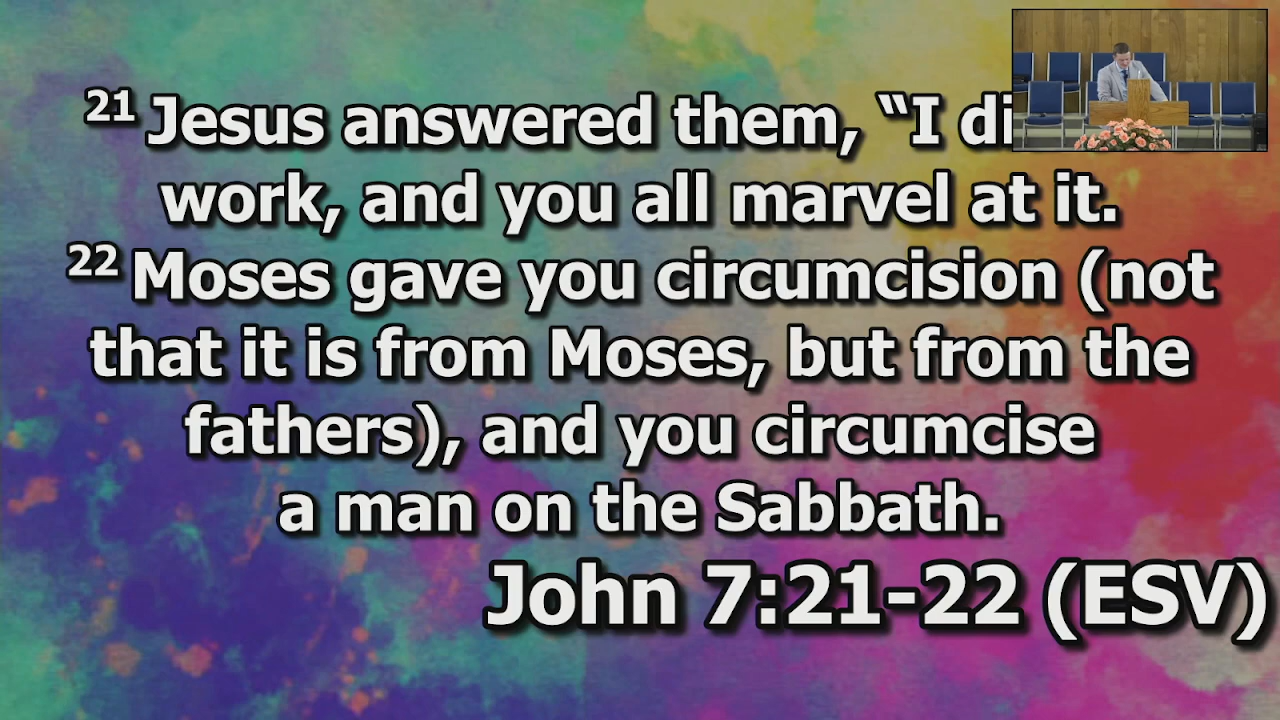 21 Jesus answered them, “I di
work, and you all marvel at it.
22 Moses gave you circumcision (not
that it is from Moses, but from the
fathers), and you circumcise
a man on the Sabbath.
John 7:21-22 (ESV)